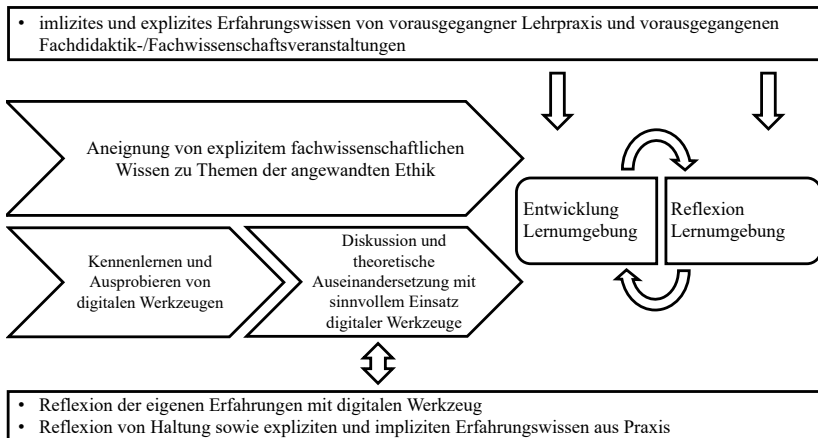 • imlizites und explizites Erfahrungswissen von vorausgegangner Lehrpraxis und vorausgegangenen
Fachdidaktik-/Fachwissenschaftsveranstaltungen
Aneignung von explizitem fachwissenschaftlichen
Wissen zu Themen der angewandten Ethik
Entwicklung
Lernumgebung
Reflexion
Lernumgebung
Kennenlernen und
Ausprobieren von
digitalen Werkzeugen
Diskussion und
theoretische
Auseinandersetzung mit
sinnvollem Einsatz
digitaler Werkzeuge
• Reflexion der eigenen Erfahrungen mit digitalen Werkzeug
• Reflexion von Haltung sowie expliziten und impliziten Erfahrungswissen aus Praxis